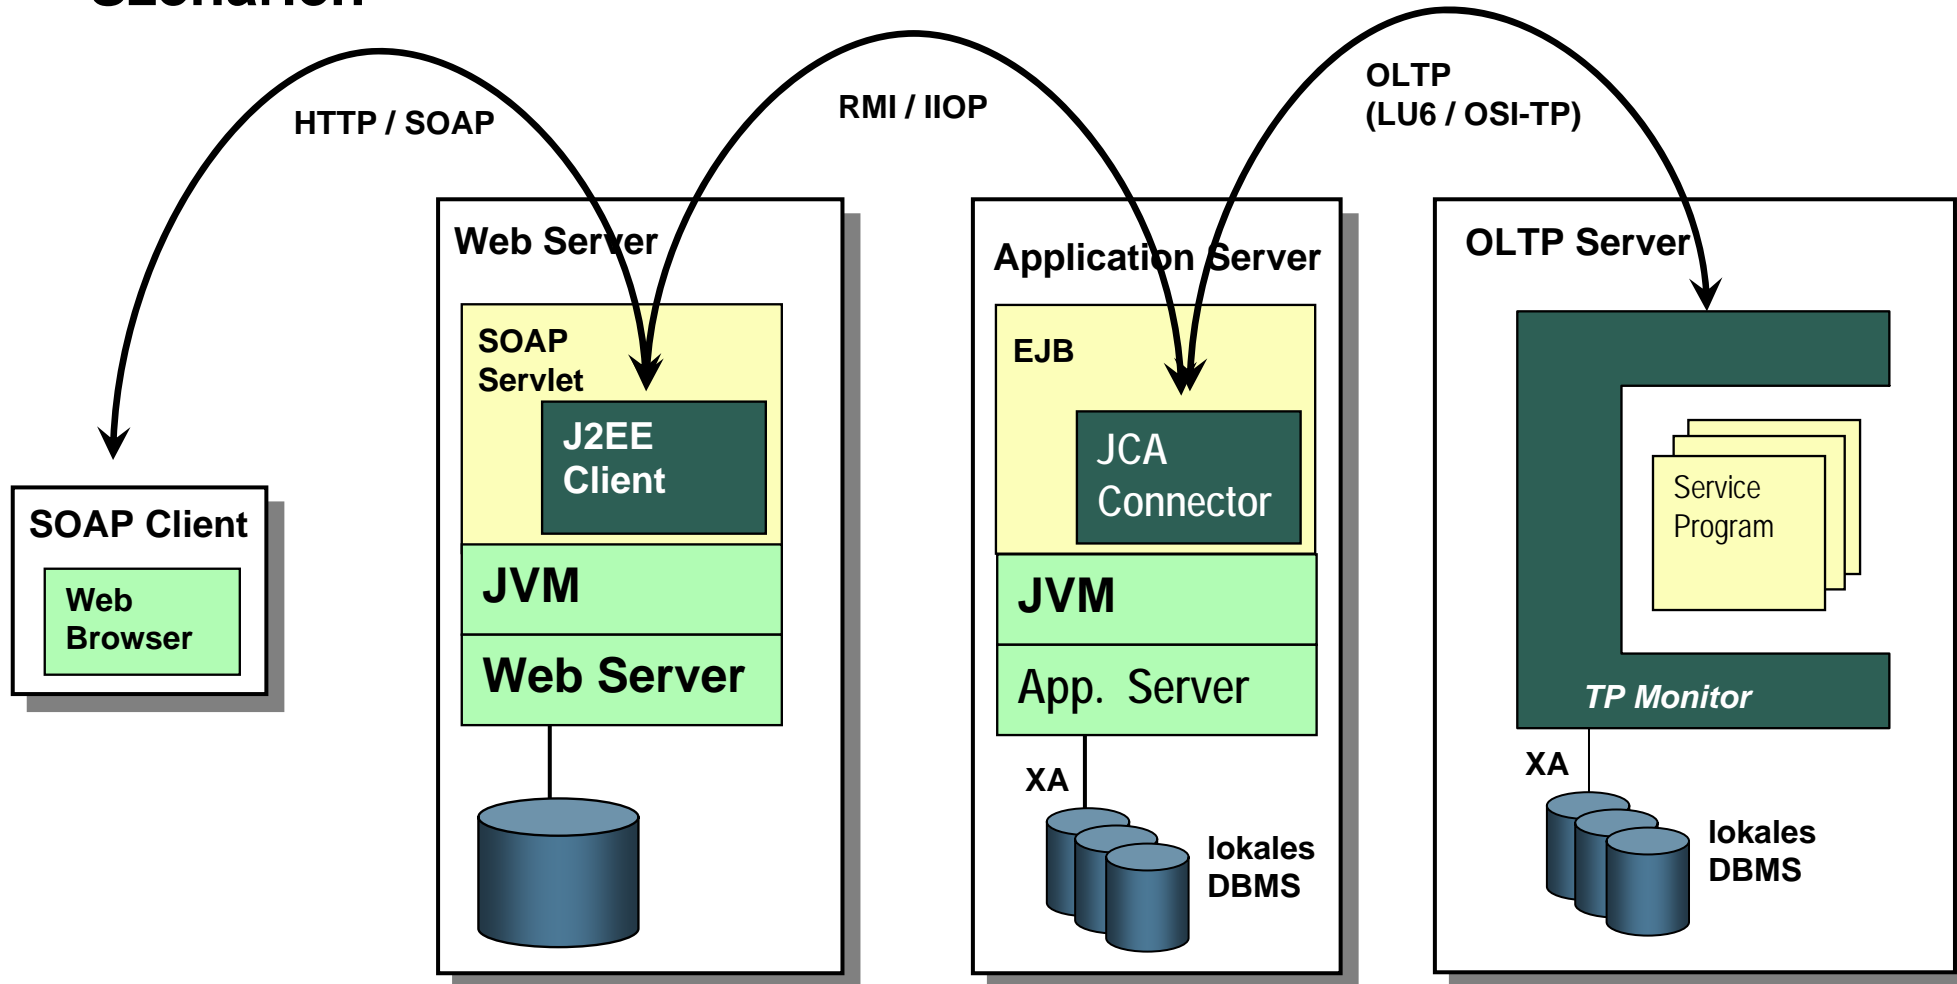 Szenarien
HTTP / SOAP
RMI / IIOP
OLTP
(LU6 / OSI-TP)
Web Server
Application Server
OLTP Server
SOAP
Servlet
J2EE
Client
EJB
JCA
Connector
Service
Program
SOAP Client
Web
Browser
JVM
Web Server
JVM
App. Server
TP Monitor
XA
lokales
DBMS
XA
lokales
DBMS